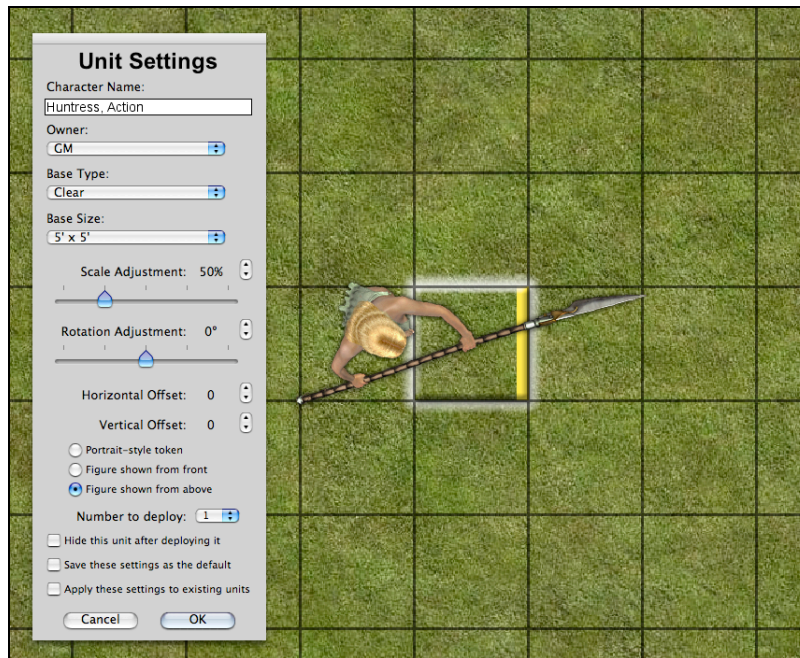 Unit Settings
Character Name:
Huntress, Action
Owner:
GM
Base Type:
Clear
Base Size:
5' x 5'
Scale Adjustment: 50%
Rotation Adjustment: 0°
Horizontal Offset: 0
Vertical Offset: 0
Portrait-style token
Figure shown from front
Figure shown from above
Number to deploy: 1
Hide this unit after deploying it
Save these settings as the default
Apply these settings to existing units
Cancel OK